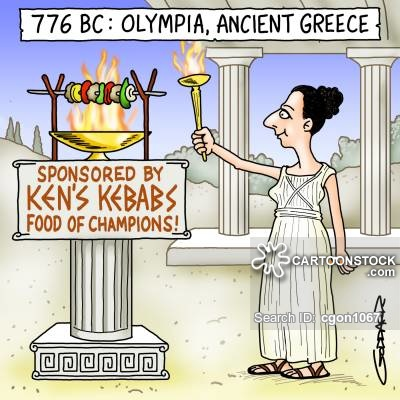 776 BC: OLYMPIA, ANCIENT GREECE
SPONSORED BY
KEN'S KEBABS
FOOD OF CHAMPIONS!
CARTOONSTOCK
.com
Search ID: cgon1067